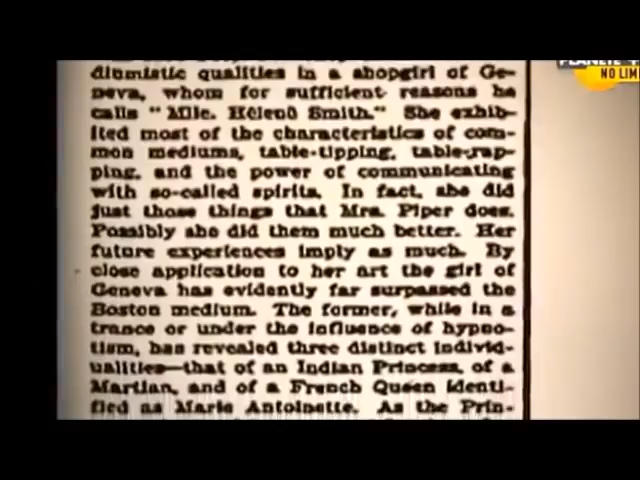 PLANETE+
NO LIMI
diumistic qualities in a shopgirl of Ge-
neva, whom for sufficient reasons he
calls "Mlle. Hélené Smith." She exhib-
ited most of the characteristics of com-
mon mediums, table-tipping, table-rap-
ping, and the power of communicating
with so-called spirits. In fact, she did
just those things that Mrs. Piper does.
Possibly she did them much better. Her
future experiences imply as much. By
close application to her art the girl of
Geneva has evidently far surpassed the
Boston medium. The former, while in a
trance or under the influence of hypno-
tism, has revealed three distinct individ-
ualities—that of an Indian Princess, of a
Martian, and of a French Queen identi-
fied as Marie Antoinette. As the Prin-